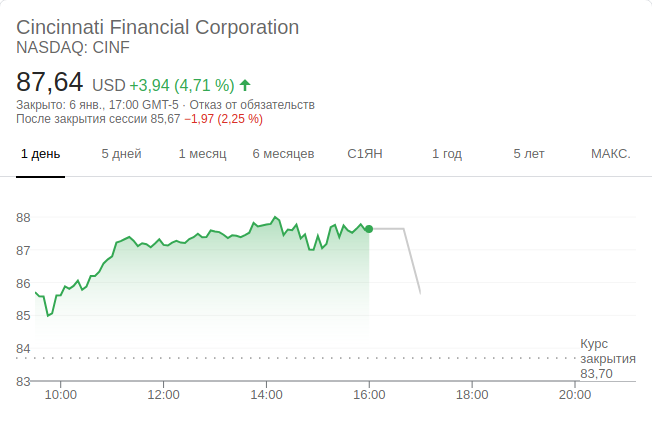 Cincinnati Financial Corporation
NASDAQ: CINF
87,64 USD +3,94 (4,71 %)
Закрыто: 6 янв., 17:00 GMT-5 · Отказ от обязательств
После закрытия сессии 85,67 −1,97 (2,25 %)
1 день 5 дней 1 месяц 6 месяцев С1ЯН 1 год 5 лет МАКС.
88
87
86
85
84
Курс
закрытия
83,70
83
10:00 12:00 14:00 16:00 18:00 20:00